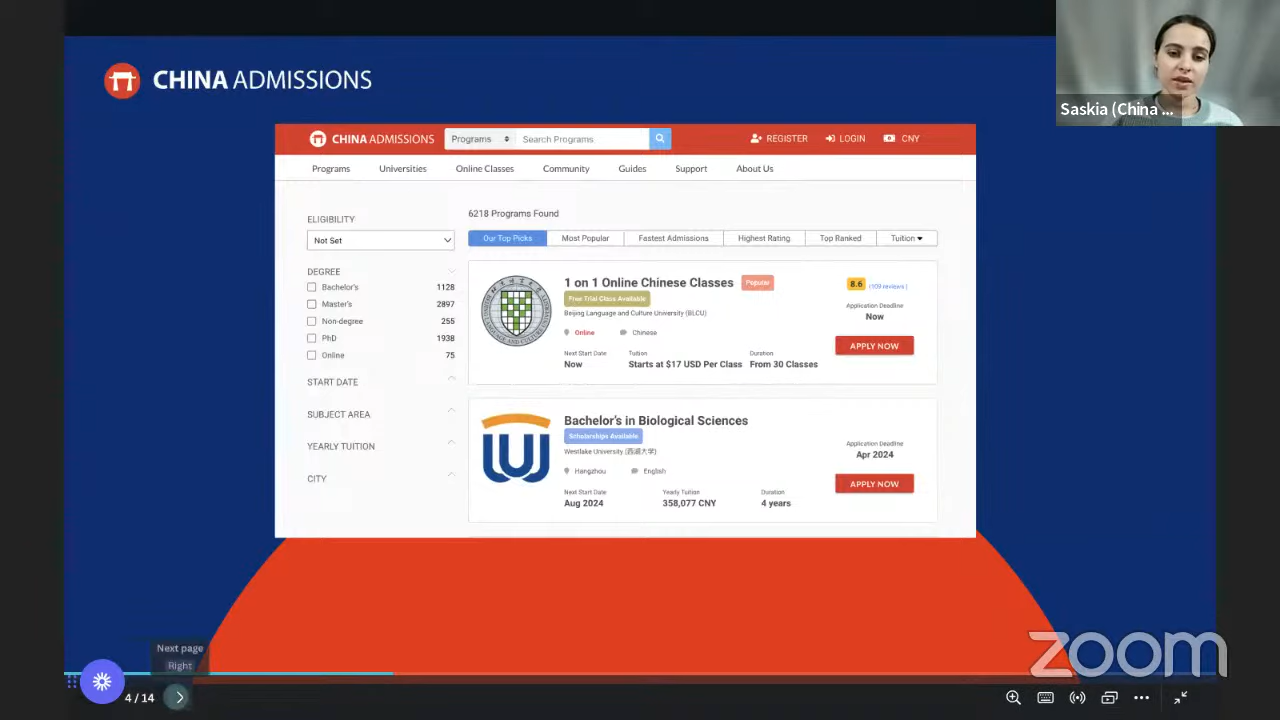 CHINA ADMISSIONS
Saskia (China ...
CHINA ADMISSIONS
Programs
Search Programs
REGISTER
LOGIN
CNY
Programs
Universities
Online Classes
Community
Guides
Support
About Us
6218 Programs Found
ELIGIBILITY
Not Set
Our Top Picks
Most Popular
Fastest Admissions
Highest Rating
Top Ranked
Tuition
DEGREE
Bachelor's 1128
Master's 2897
Non-degree 255
PhD 1938
Online 75
START DATE
SUBJECT AREA
YEARLY TUITION
CITY
1 on 1 Online Chinese Classes
Popular
Free Trial Class Available
Beijing Language and Culture University (BLCU)
Online
Chinese
Next Start Date
Now
Tuition
Starts at $17 USD Per Class
Duration
From 30 Classes
8.6 (109 reviews)
Application Deadline
Now
APPLY NOW
Bachelor's in Biological Sciences
Scholarships Available
Westlake University (西湖大学)
Hangzhou
English
Next Start Date
Aug 2024
Yearly Tuition
358,077 CNY
Duration
4 years
Application Deadline
Apr 2024
APPLY NOW
Next page
Right
4 / 14
zoom